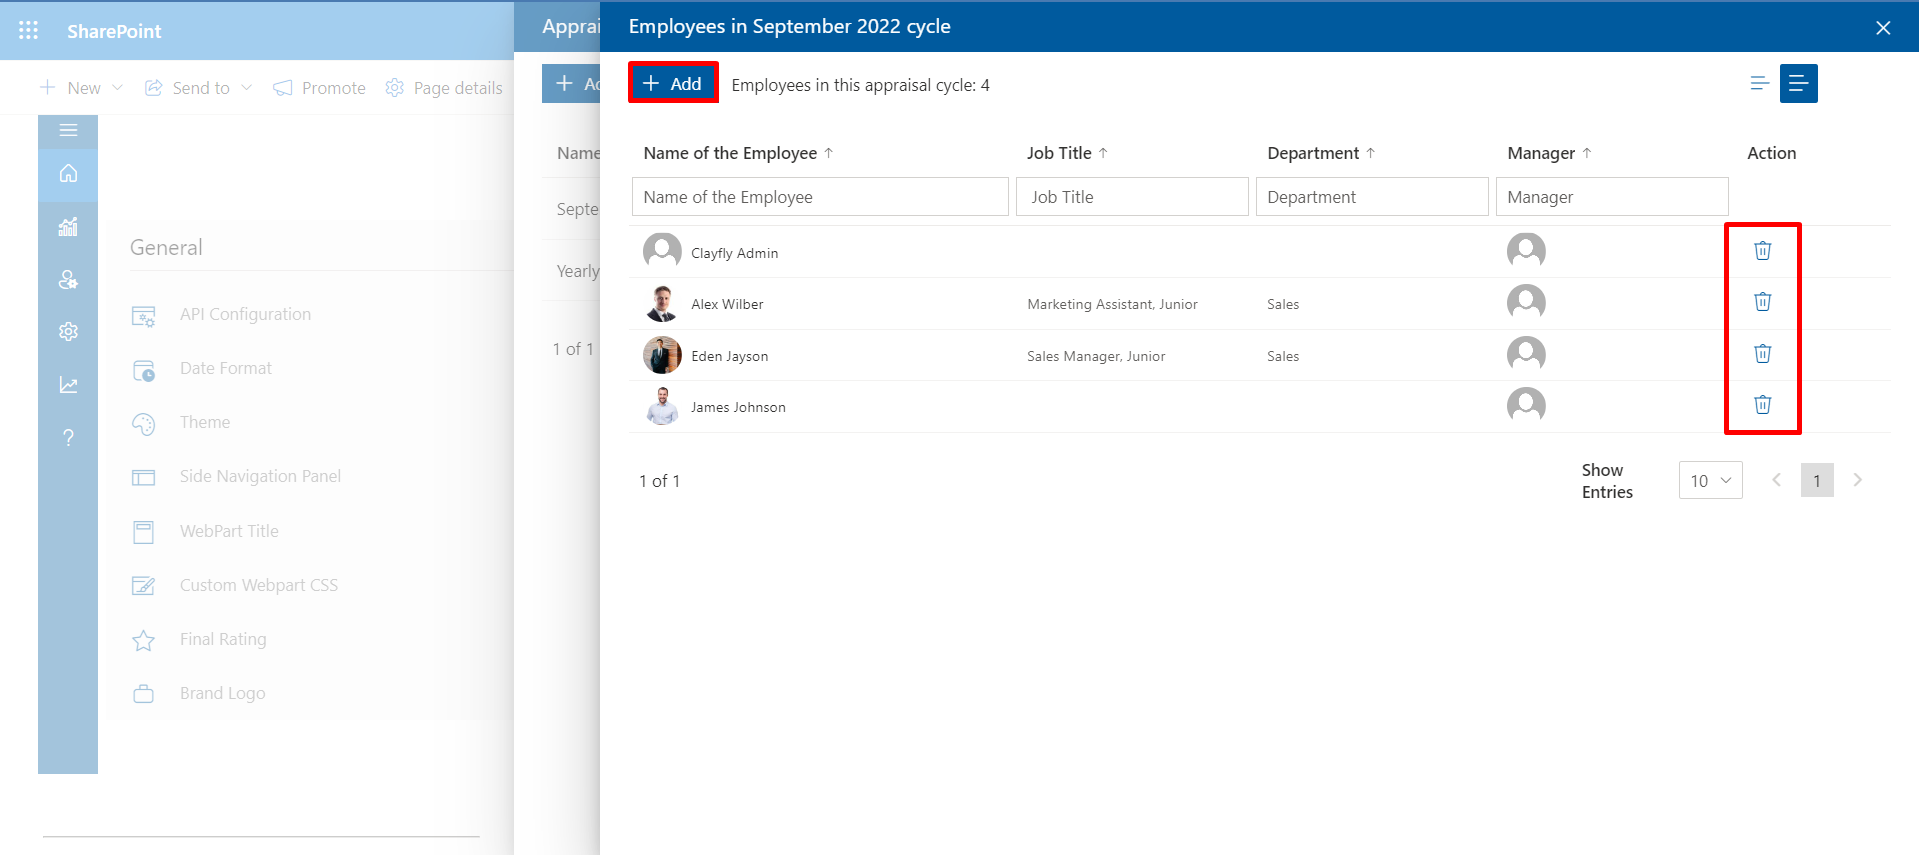 SharePoint
New
Send to
Promote
Page details
General
API Configuration
Date Format
Theme
Side Navigation Panel
WebPart Title
Custom Webpart CSS
Final Rating
Brand Logo
?
Name
Yearly
1 of 1
Employees in September 2022 cycle
Add Employees in this appraisal cycle: 4
Name of the Employee Job Title Department Manager Action
Name of the Employee Job Title Department Manager
Clayfly Admin
Alex Wilber Marketing Assistant, Junior Sales
Eden Jayson Sales Manager, Junior Sales
James Johnson
1 of 1
Show
Entries
10
1